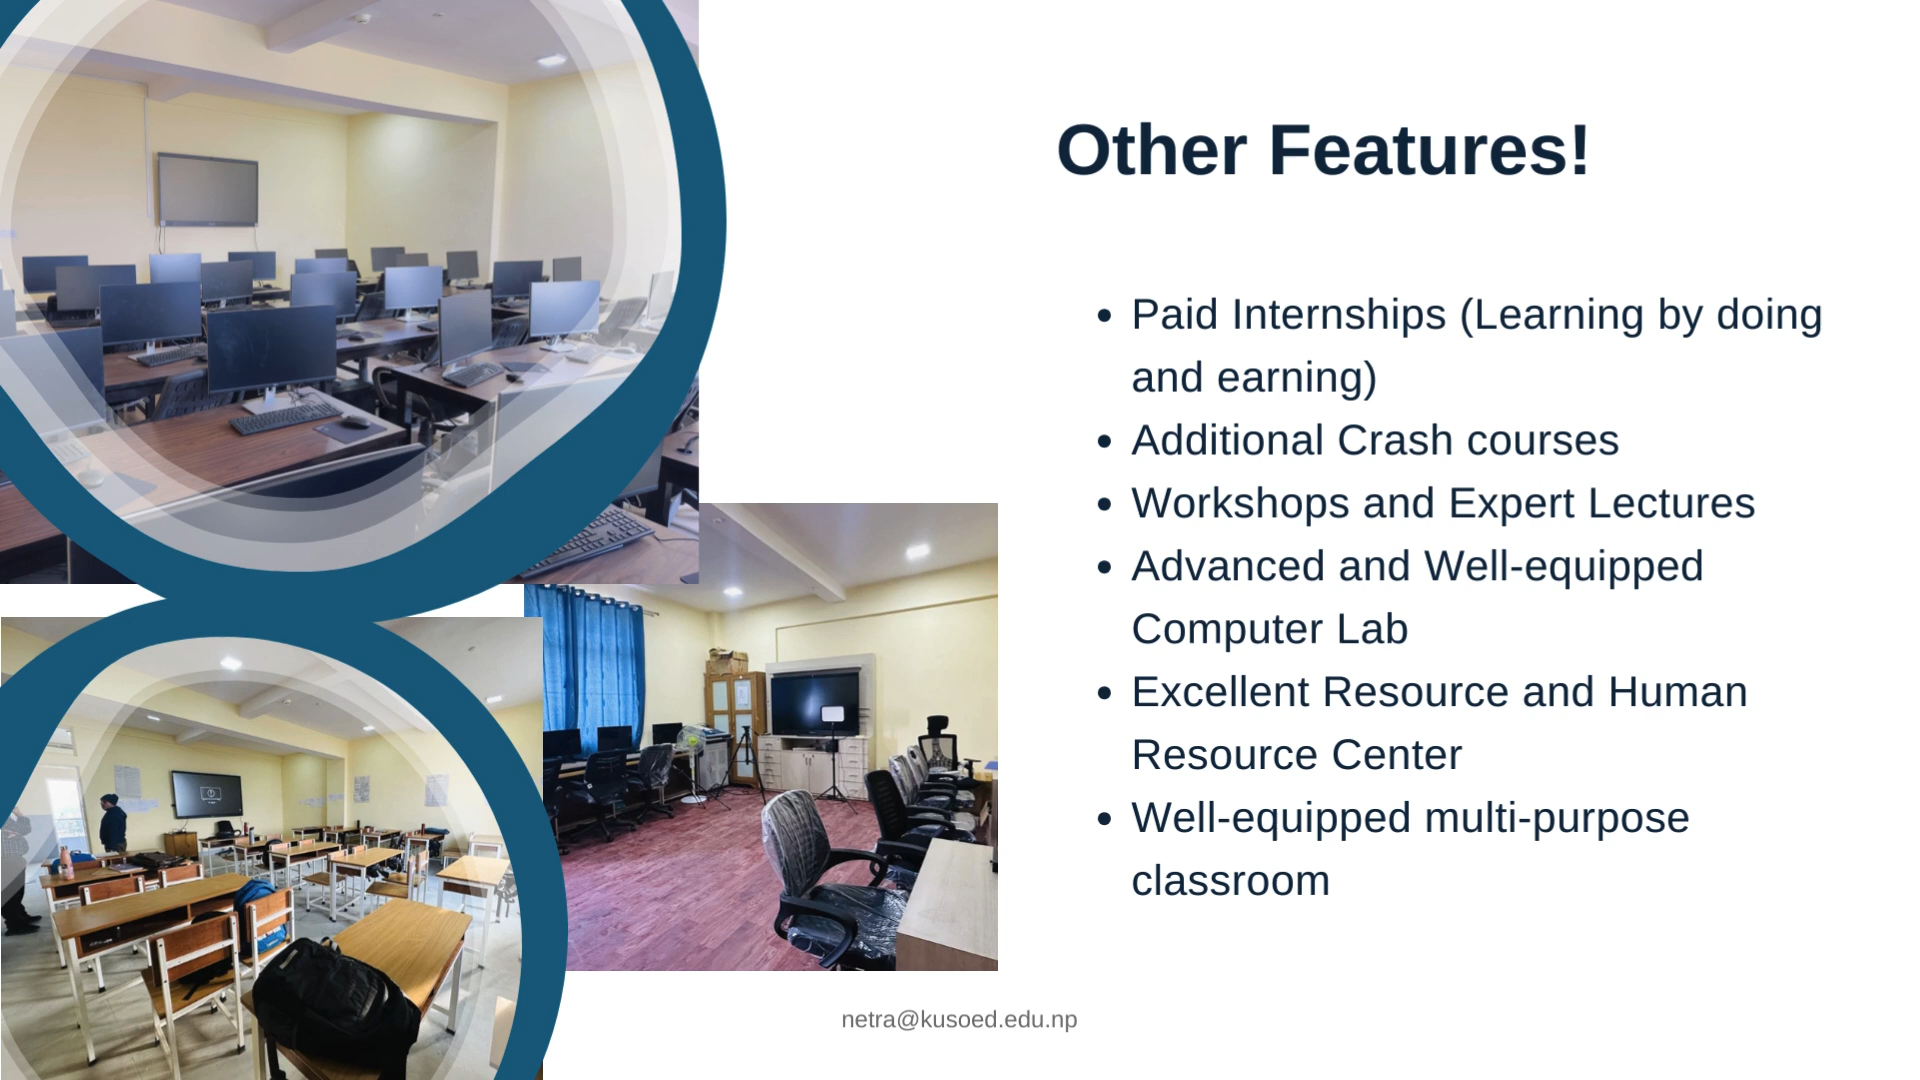 Other Features!
• Paid Internships (Learning by doing
and earning)
• Additional Crash courses
• Workshops and Expert Lectures
• Advanced and Well-equipped
Computer Lab
• Excellent Resource and Human
Resource Center
• Well-equipped multi-purpose
classroom
netra@kusoed.edu.np